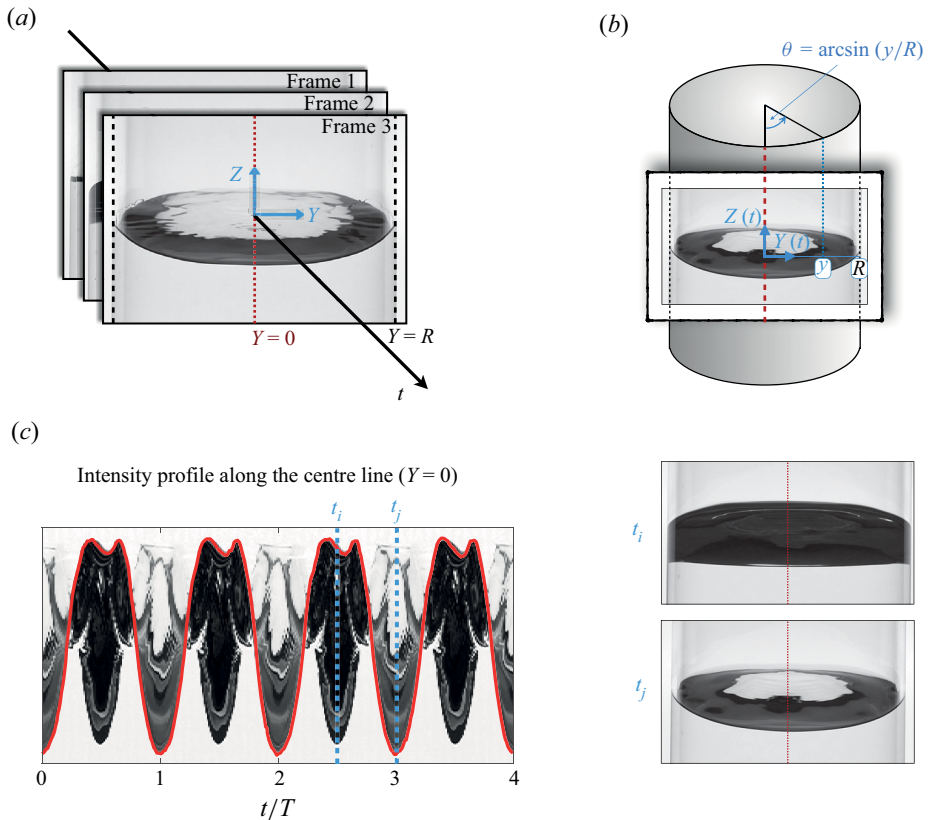 (a)
Frame 1
Frame 2
Frame 3
Z
Y
Y = 0
Y = R
t
(b)
θ = arcsin (y/R)
Z (t)
Y (t)
y
R
(c)
Intensity profile along the centre line (Y = 0)
t_i
t_j
0
1
2
3
4
t/T
t_i
t_j